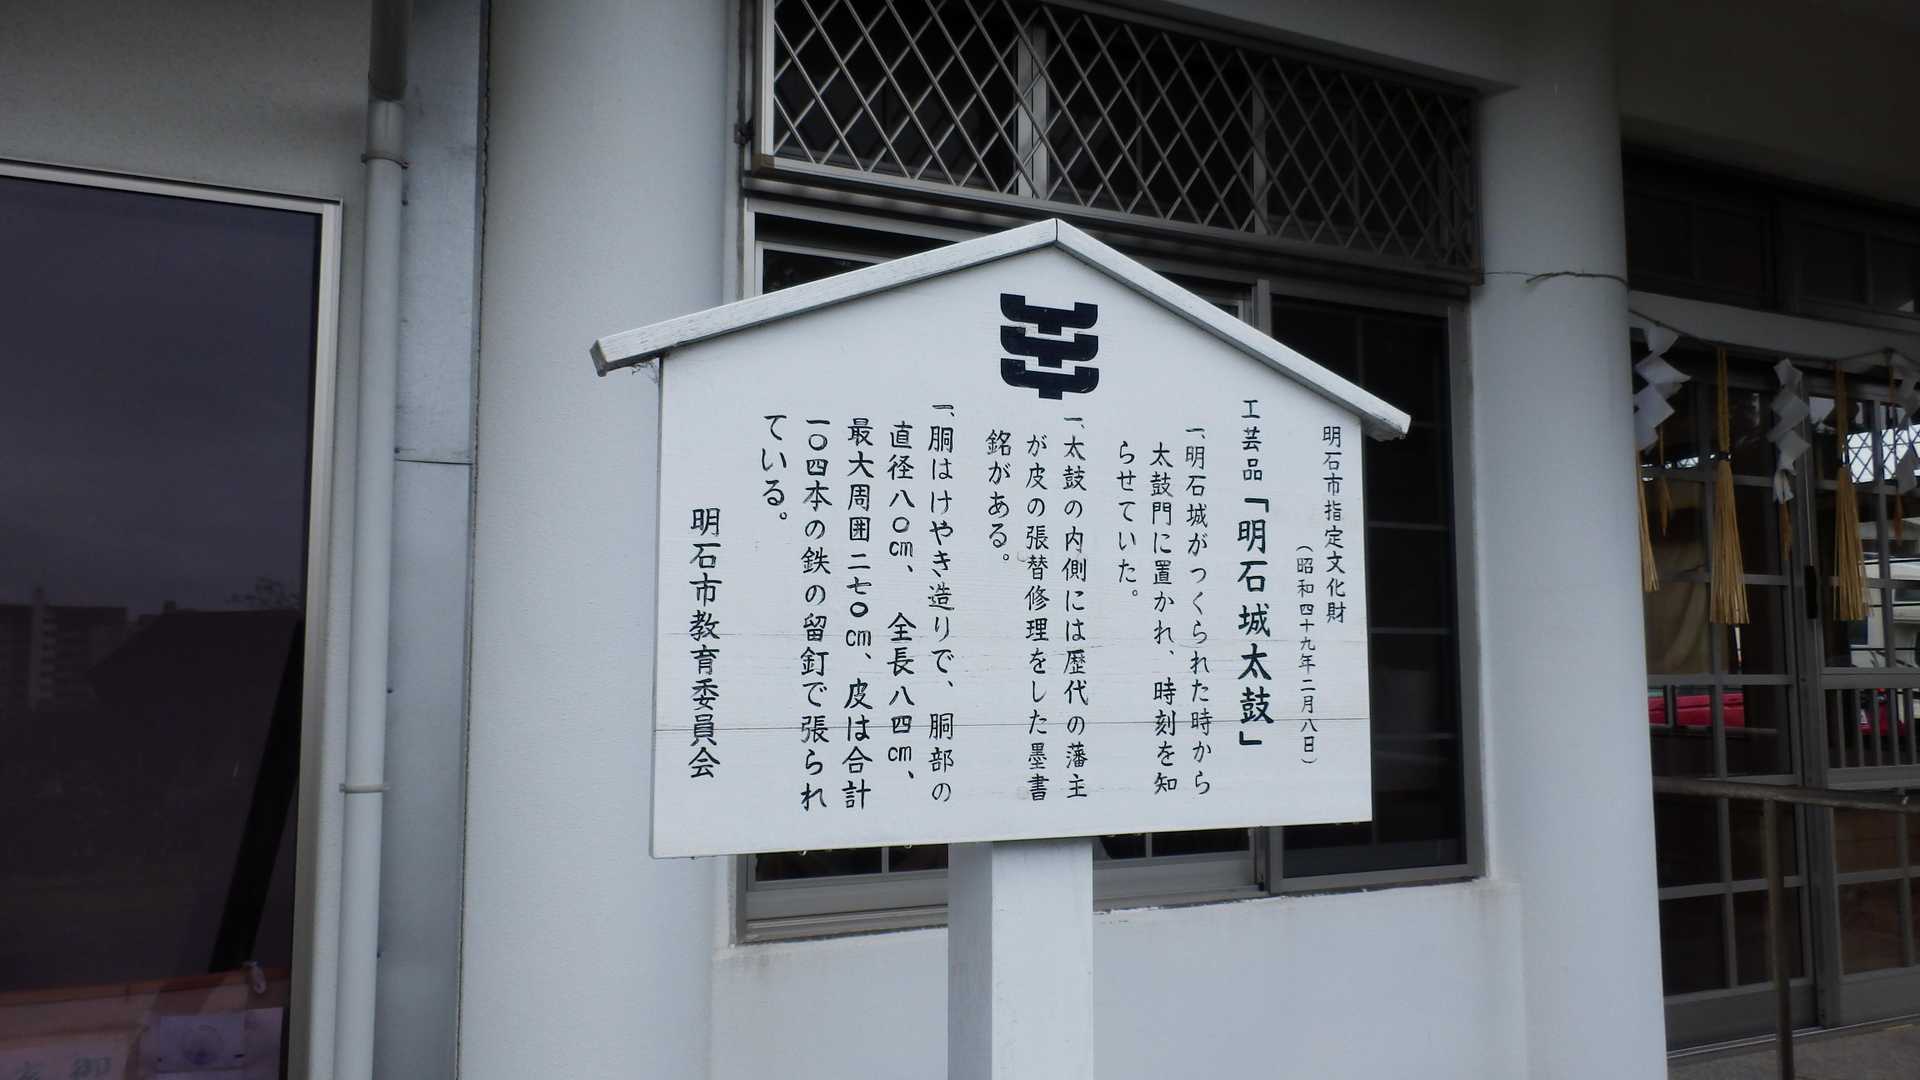 明石市指定文化財
(昭和四十九年二月八日)
工芸品「明石城太鼓」
一、明石城がつくられた時から
太鼓門に置かれ、時刻を知
らせていた。
一、太鼓の内側には歴代の藩主
が皮の張替修理をした墨書
銘がある。
一、胴はけやき造りで、胴部の
直径八〇cm、全長八四cm、
最大周囲二七〇cm、皮は合計
一〇四本の鉄の留釘で張られ
ている。
明石市教育委員会